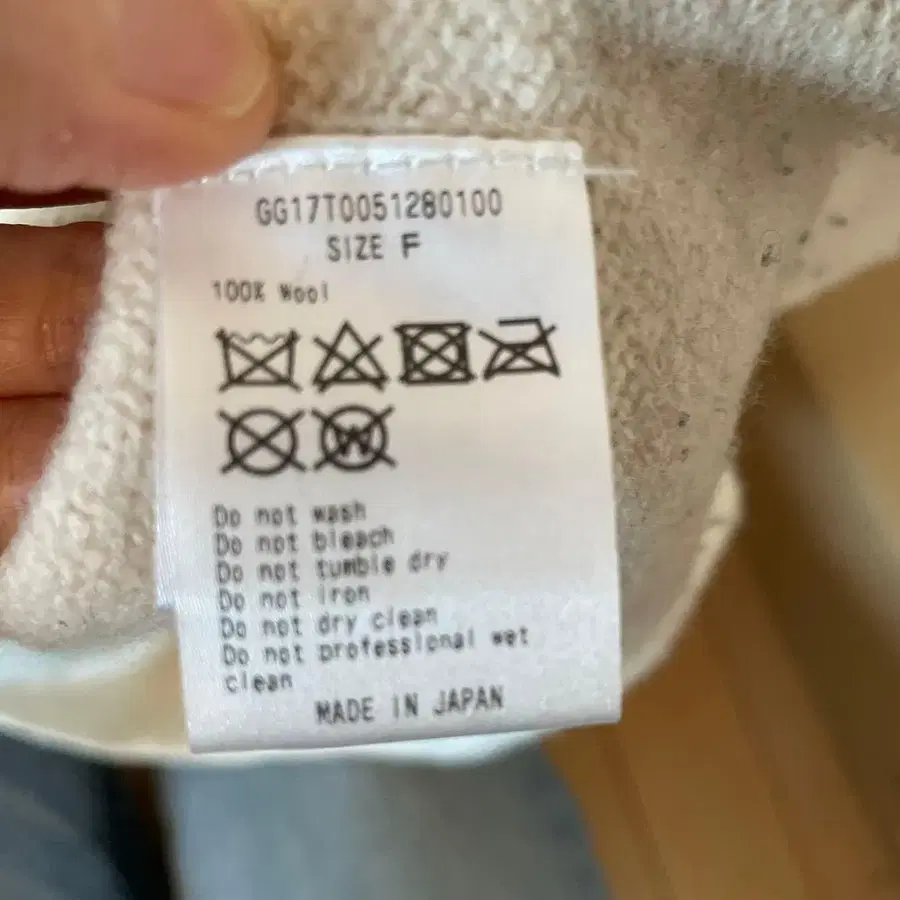 GG17T0051280100
SIZE F
100% Wool
W
Do not wash
Do not bleach
Do not tumble dry
Do not iron
Do not dry clean
Do not professional wet
clean
MADE IN JAPAN